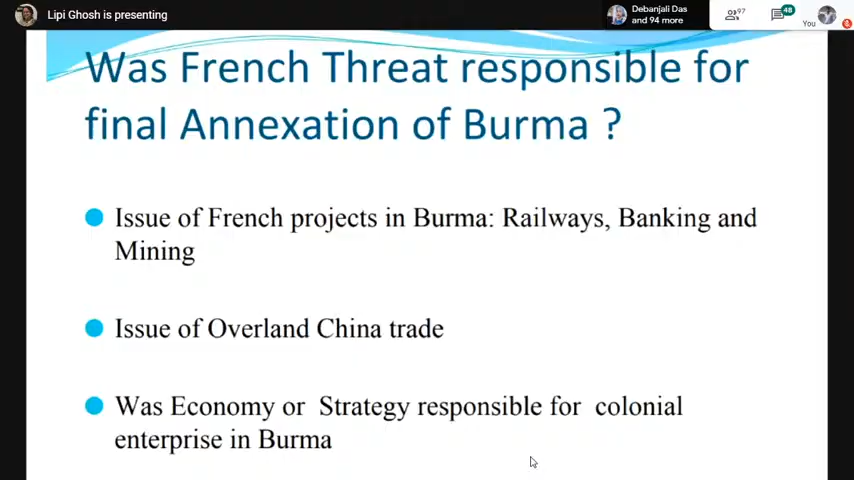 Lipi Ghosh is presenting
Debanjali Das
and 94 more
97
48
You
Was French Threat responsible for
final Annexation of Burma ?
Issue of French projects in Burma: Railways, Banking and
Mining
Issue of Overland China trade
Was Economy or Strategy responsible for colonial
enterprise in Burma